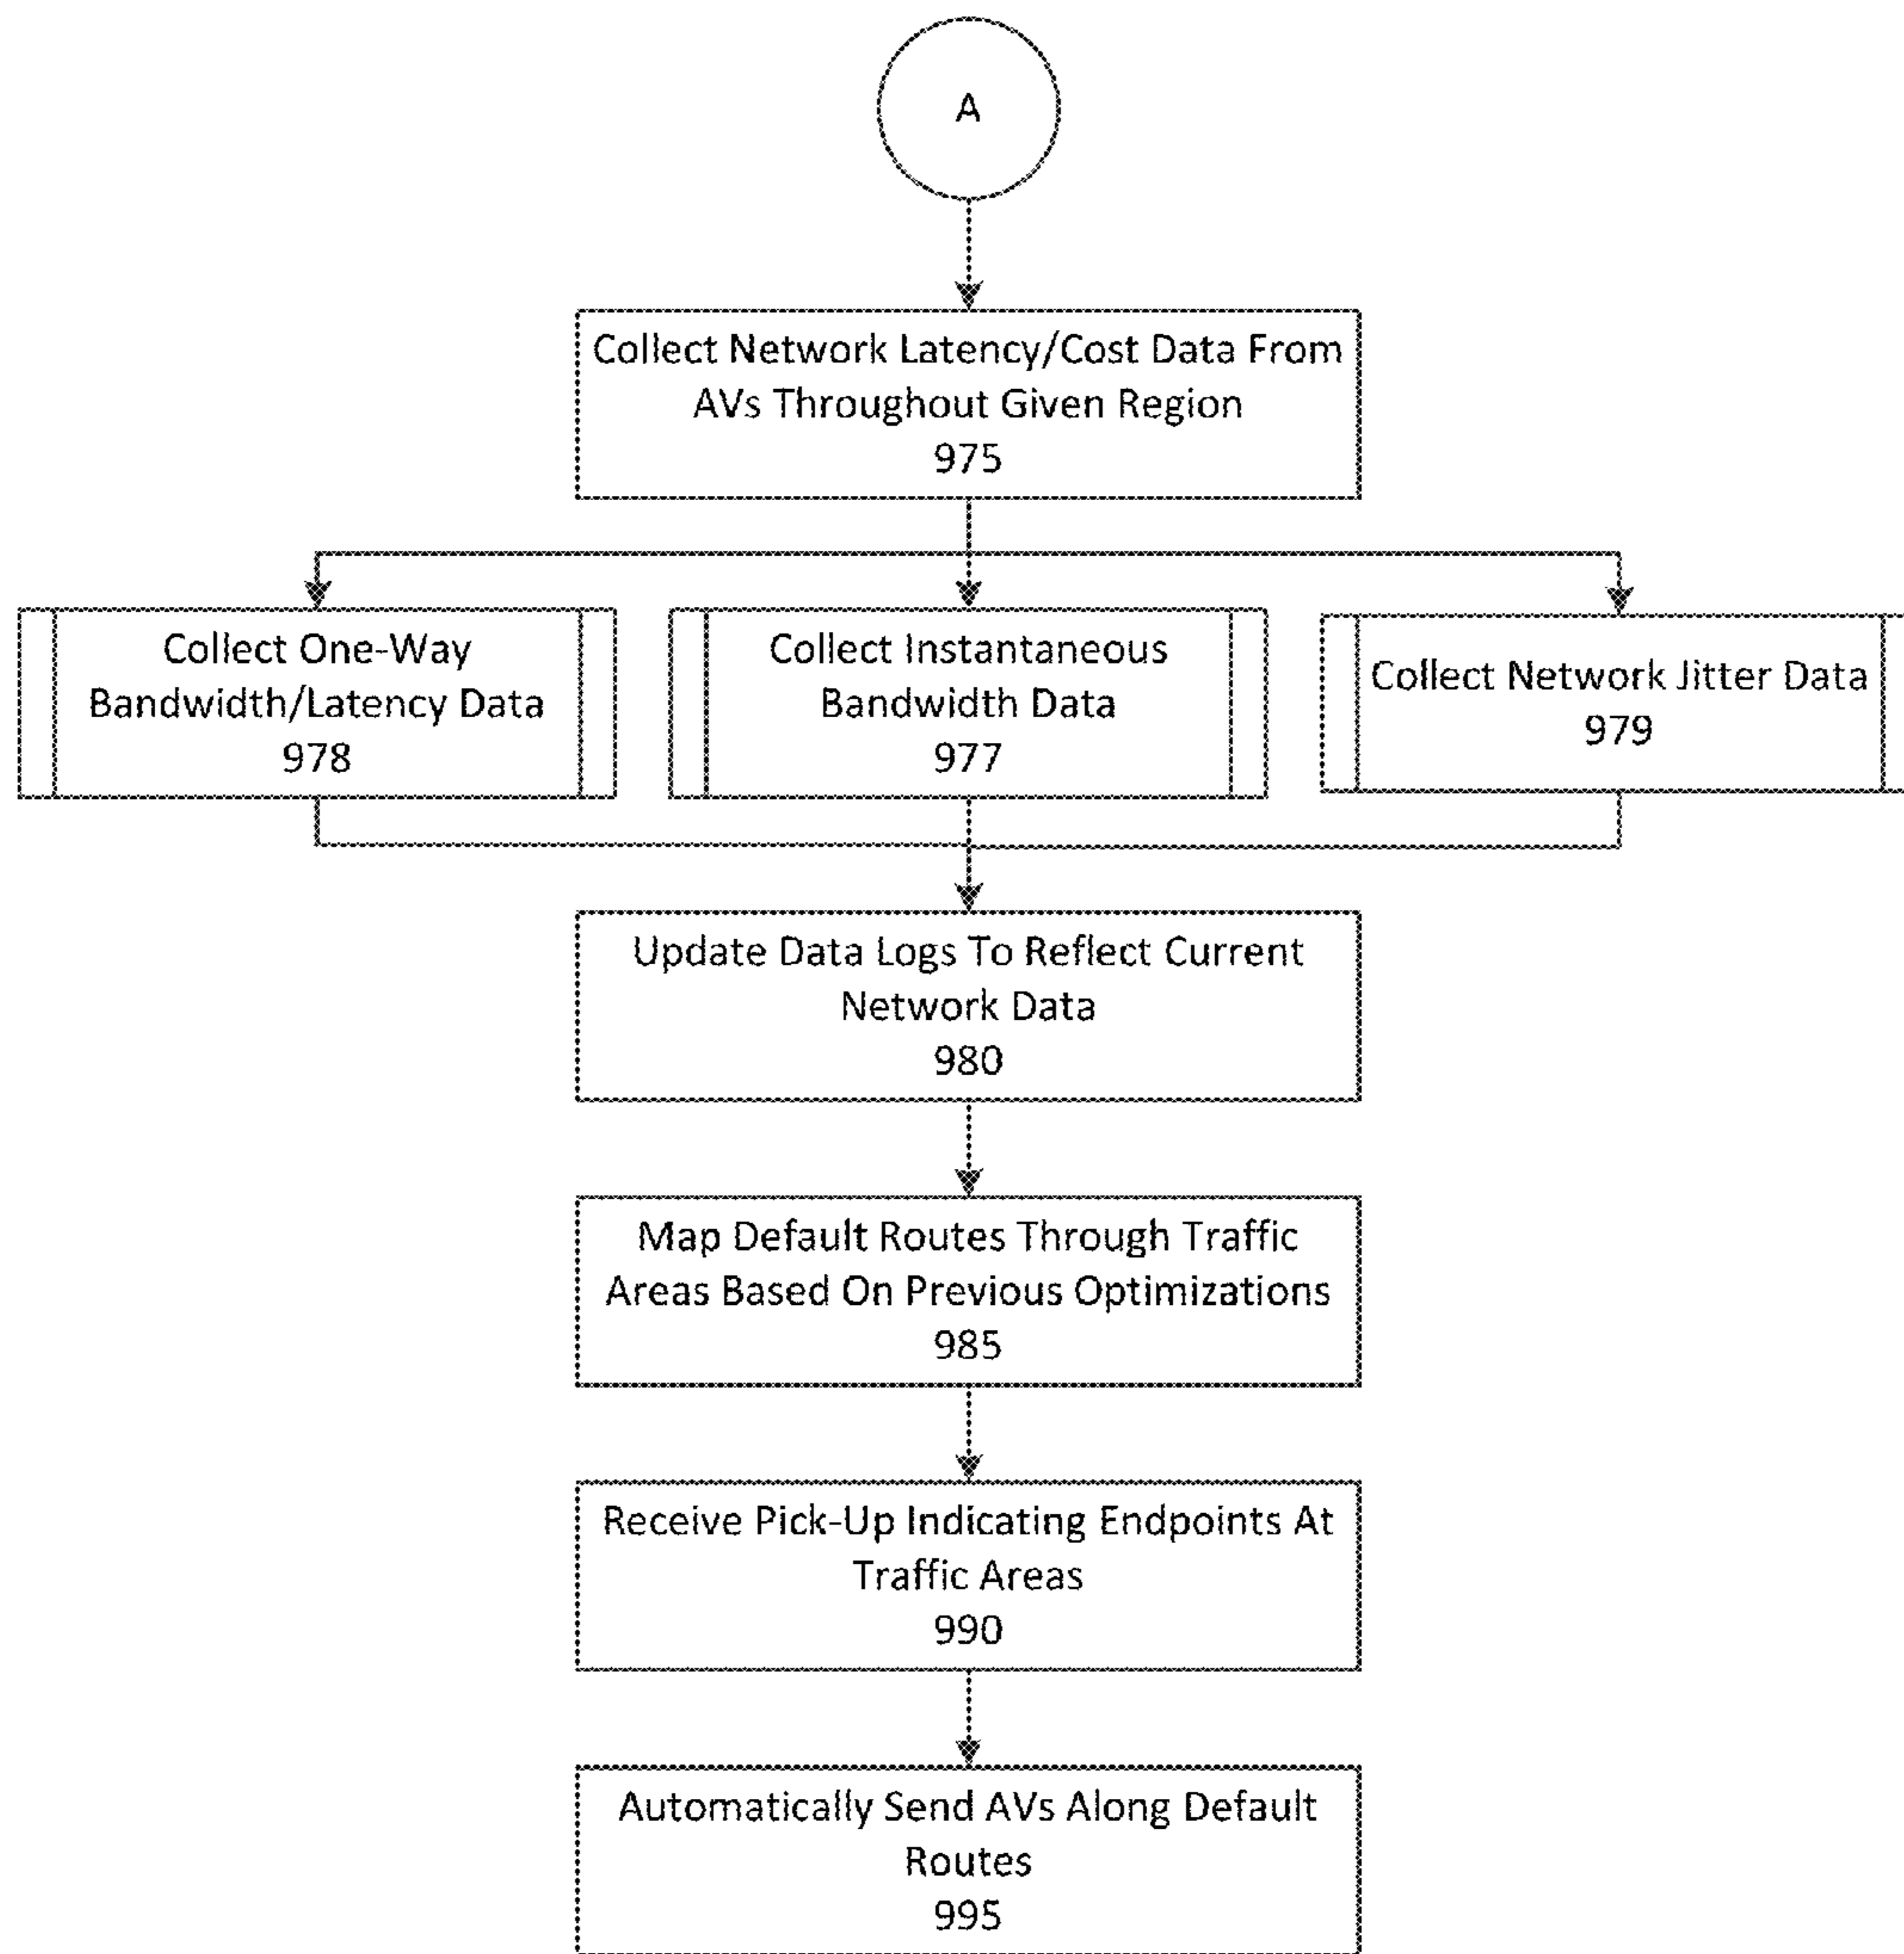 A
Collect Network Latency/Cost Data From
AVs Throughout Given Region
975
Collect One-Way
Bandwidth/Latency Data
978
Collect Instantaneous
Bandwidth Data
977
Collect Network Jitter Data
979
Update Data Logs To Reflect Current
Network Data
980
Map Default Routes Through Traffic
Areas Based On Previous Optimizations
985
Receive Pick-Up Indicating Endpoints At
Traffic Areas
990
Automatically Send AVs Along Default
Routes
995